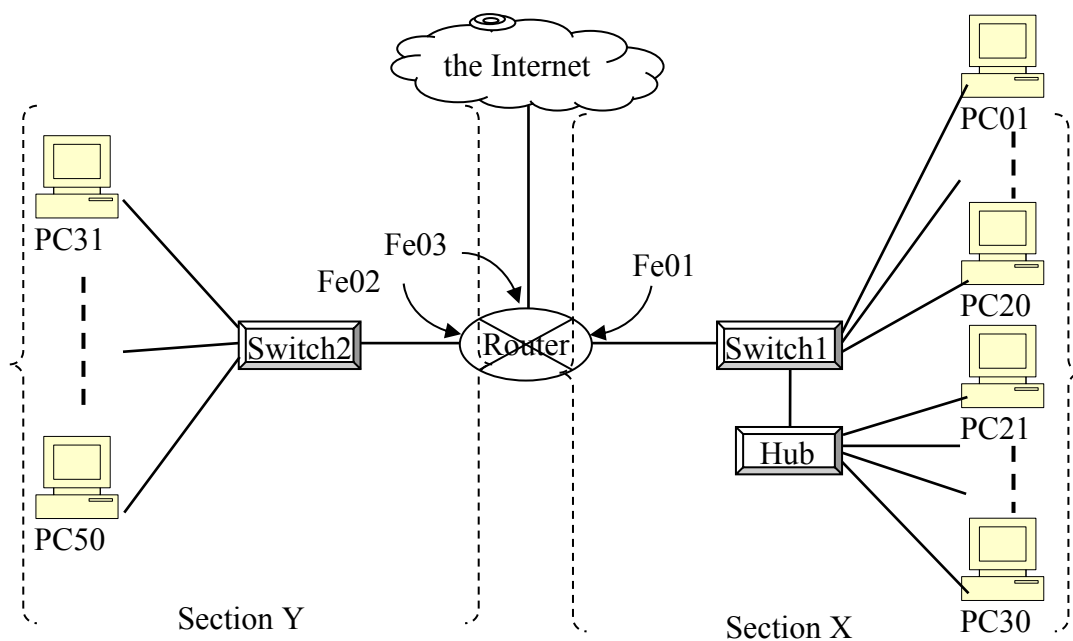 the Internet
PC01
PC31
Fe03
Fe02
Fe01
PC20
Switch2
Router
Switch1
PC21
Hub
PC50
PC30
Section Y
Section X